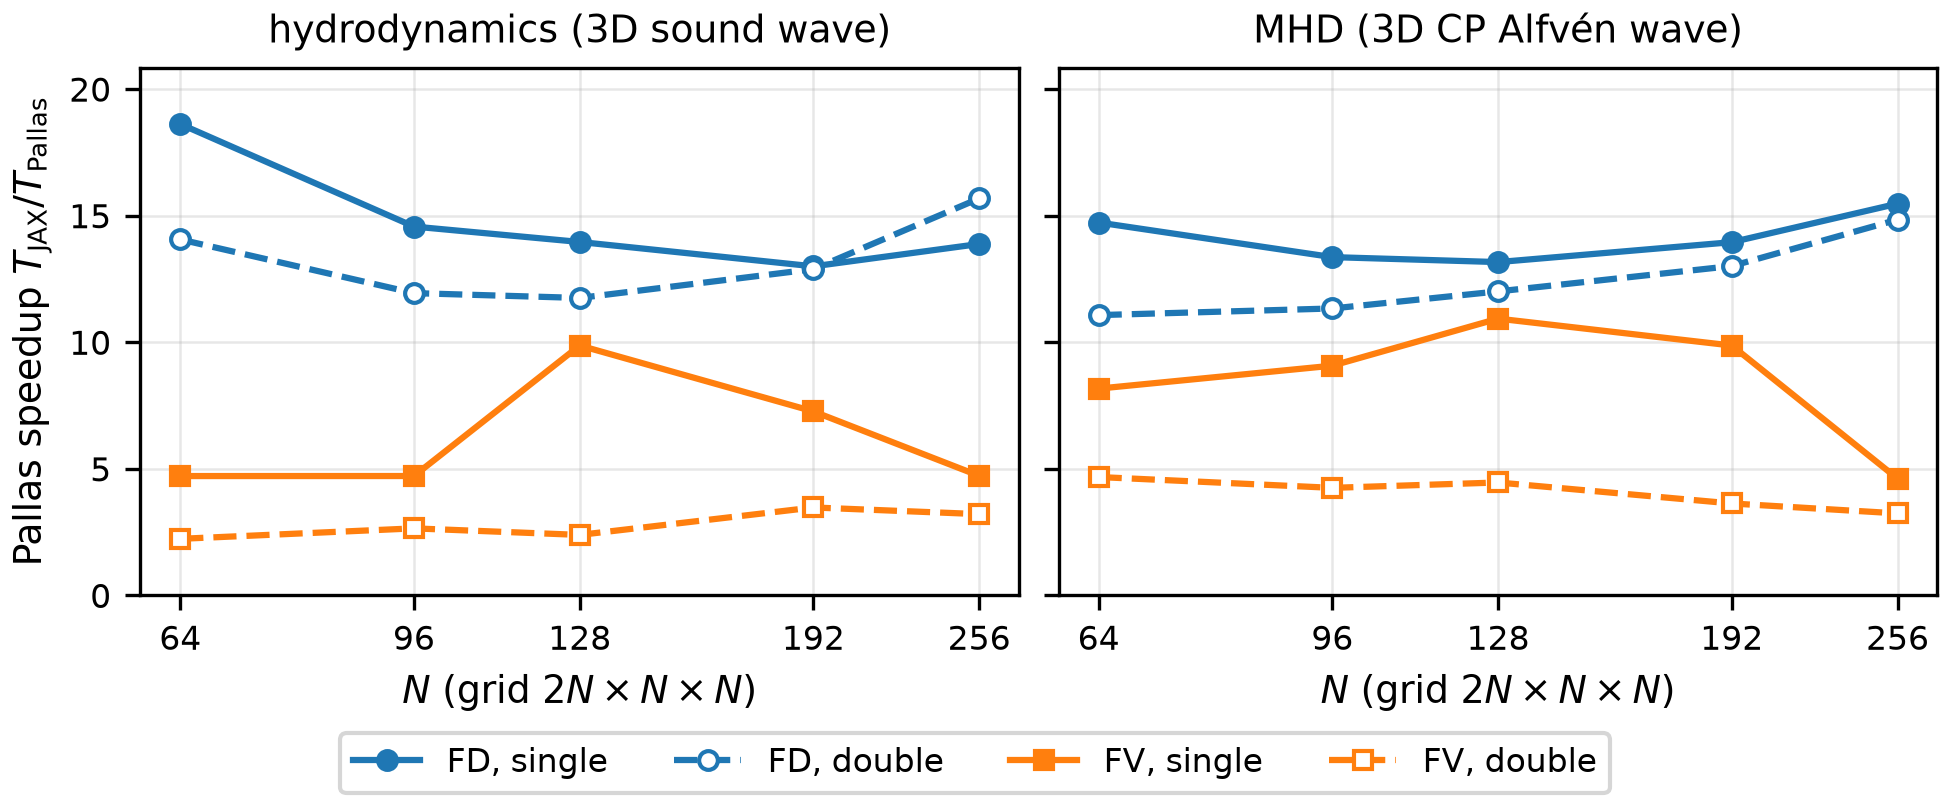 hydrodynamics (3D sound wave)
MHD (3D CP Alfvén wave)
Pallas speedup T_JAX/T_Pallas
20
15
10
5
0
64 96 128 192 256
64 96 128 192 256
N (grid 2N × N × N)
N (grid 2N × N × N)
FD, single FD, double FV, single FV, double